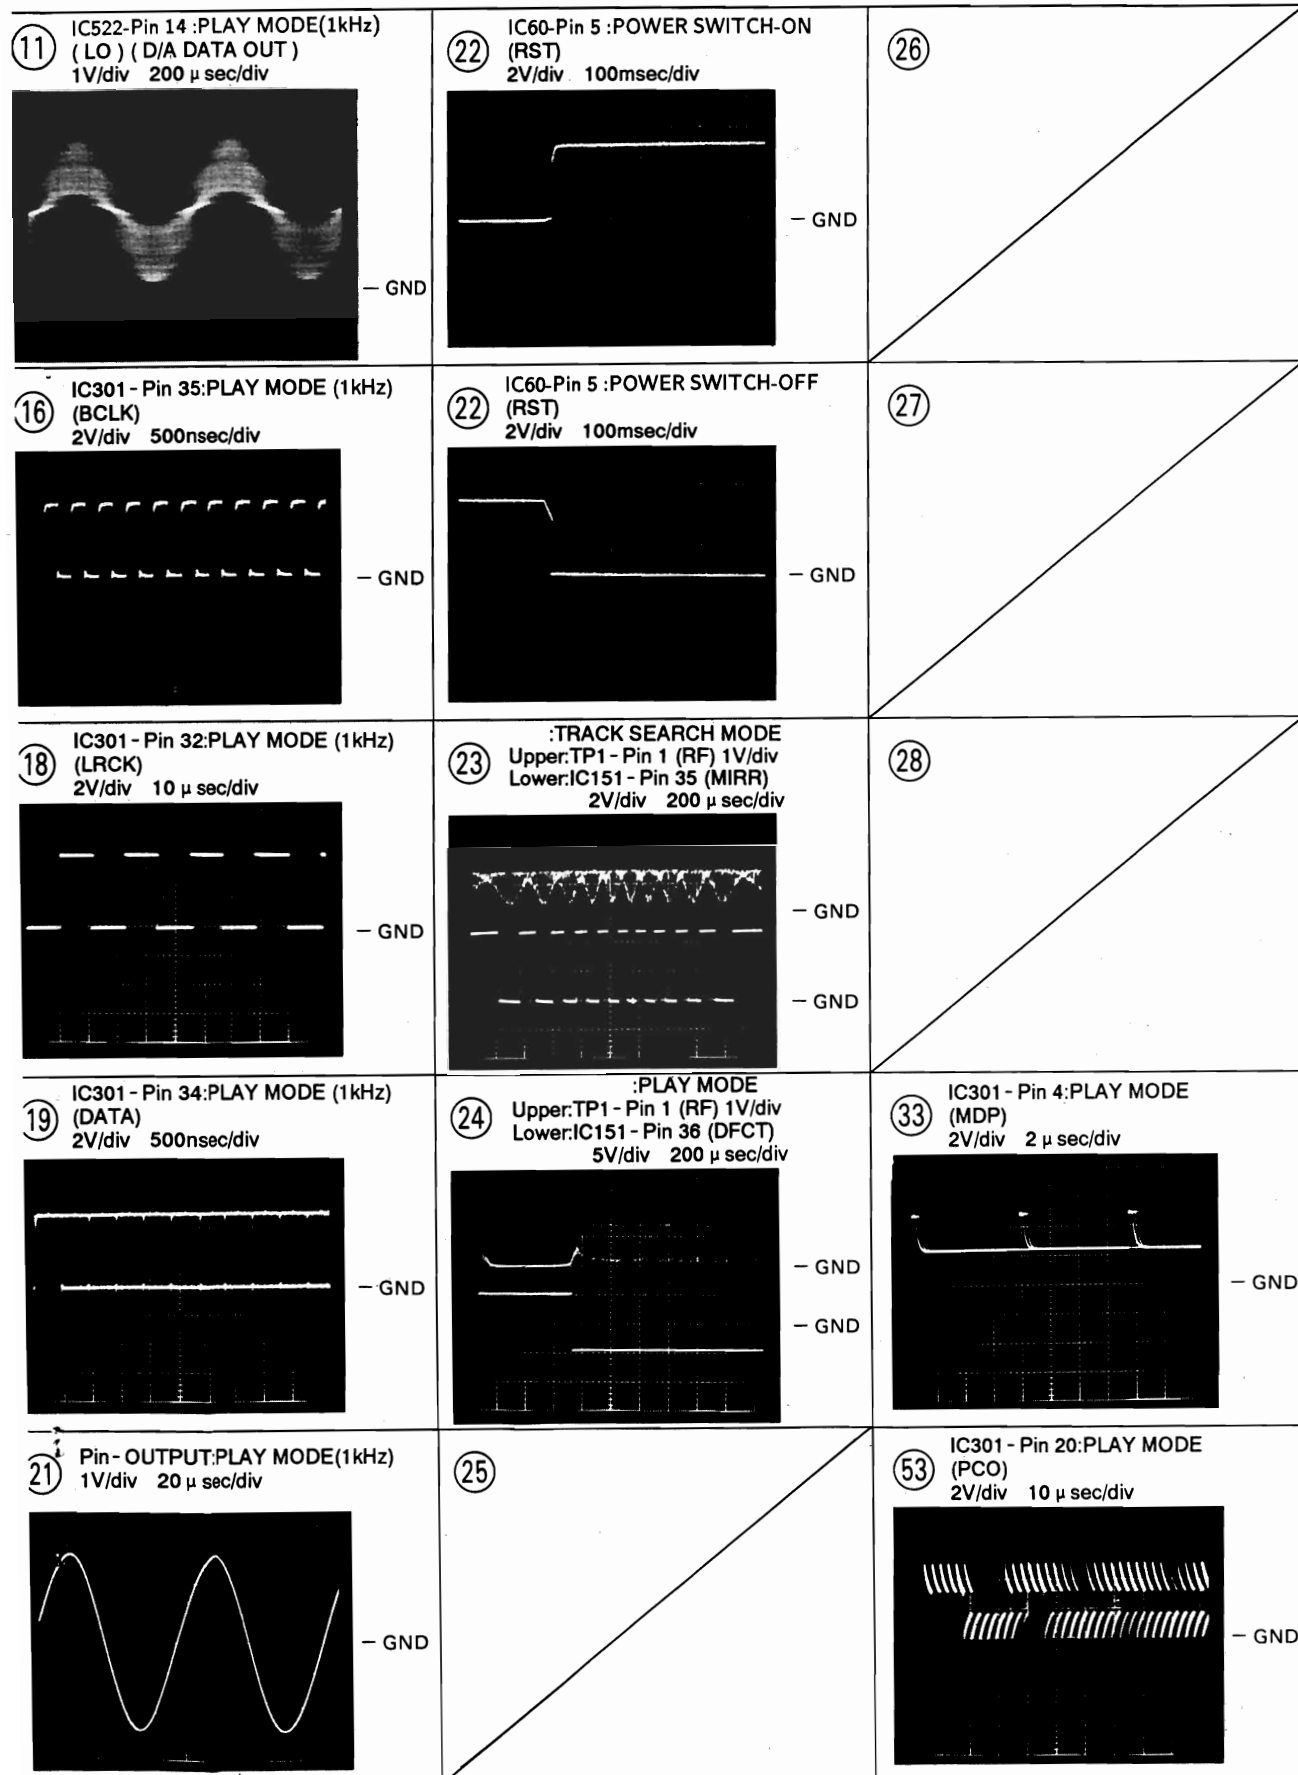 11
IC522-Pin 14 :PLAY MODE(1kHz)
( LO ) ( D/A DATA OUT )
1V/div 200 μ sec/div
– GND
22
IC60-Pin 5 :POWER SWITCH-ON
(RST)
2V/div 100msec/div
– GND
26
16
IC301 - Pin 35:PLAY MODE (1kHz)
(BCLK)
2V/div 500nsec/div
– GND
22
IC60-Pin 5 :POWER SWITCH-OFF
(RST)
2V/div 100msec/div
– GND
27
18
IC301 - Pin 32:PLAY MODE (1kHz)
(LRCK)
2V/div 10 μ sec/div
– GND
23
:TRACK SEARCH MODE
Upper:TP1 - Pin 1 (RF) 1V/div
Lower:IC151 - Pin 35 (MIRR)
2V/div 200 μ sec/div
– GND
– GND
28
19
IC301 - Pin 34:PLAY MODE (1kHz)
(DATA)
2V/div 500nsec/div
– GND
24
:PLAY MODE
Upper:TP1 - Pin 1 (RF) 1V/div
Lower:IC151 - Pin 36 (DFCT)
5V/div 200 μ sec/div
– GND
– GND
33
IC301 - Pin 4:PLAY MODE
(MDP)
2V/div 2 μ sec/div
– GND
21
Pin - OUTPUT:PLAY MODE(1kHz)
1V/div 20 μ sec/div
– GND
25
53
IC301 - Pin 20:PLAY MODE
(PCO)
2V/div 10 μ sec/div
– GND